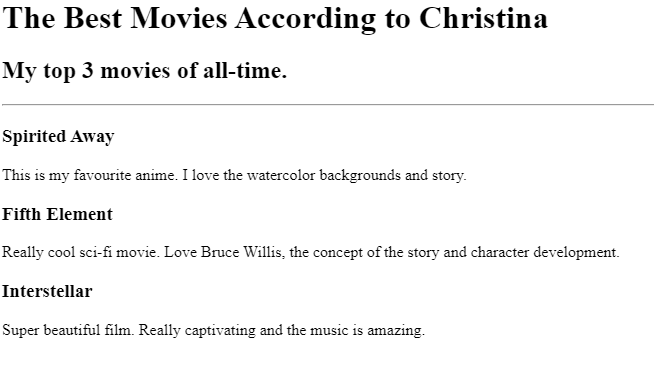 The Best Movies According to Christina
My top 3 movies of all-time.
Spirited Away
This is my favourite anime. I love the watercolor backgrounds and story.
Fifth Element
Really cool sci-fi movie. Love Bruce Willis, the concept of the story and character development.
Interstellar
Super beautiful film. Really captivating and the music is amazing.